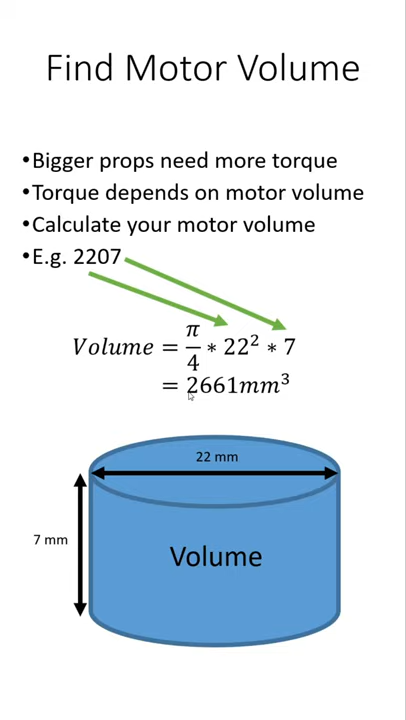 Find Motor Volume
•Bigger props need more torque
•Torque depends on motor volume
•Calculate your motor volume
•E.g. 2207
Volume = π/4 * 22² * 7
= 2661mm³
22 mm
7 mm
Volume